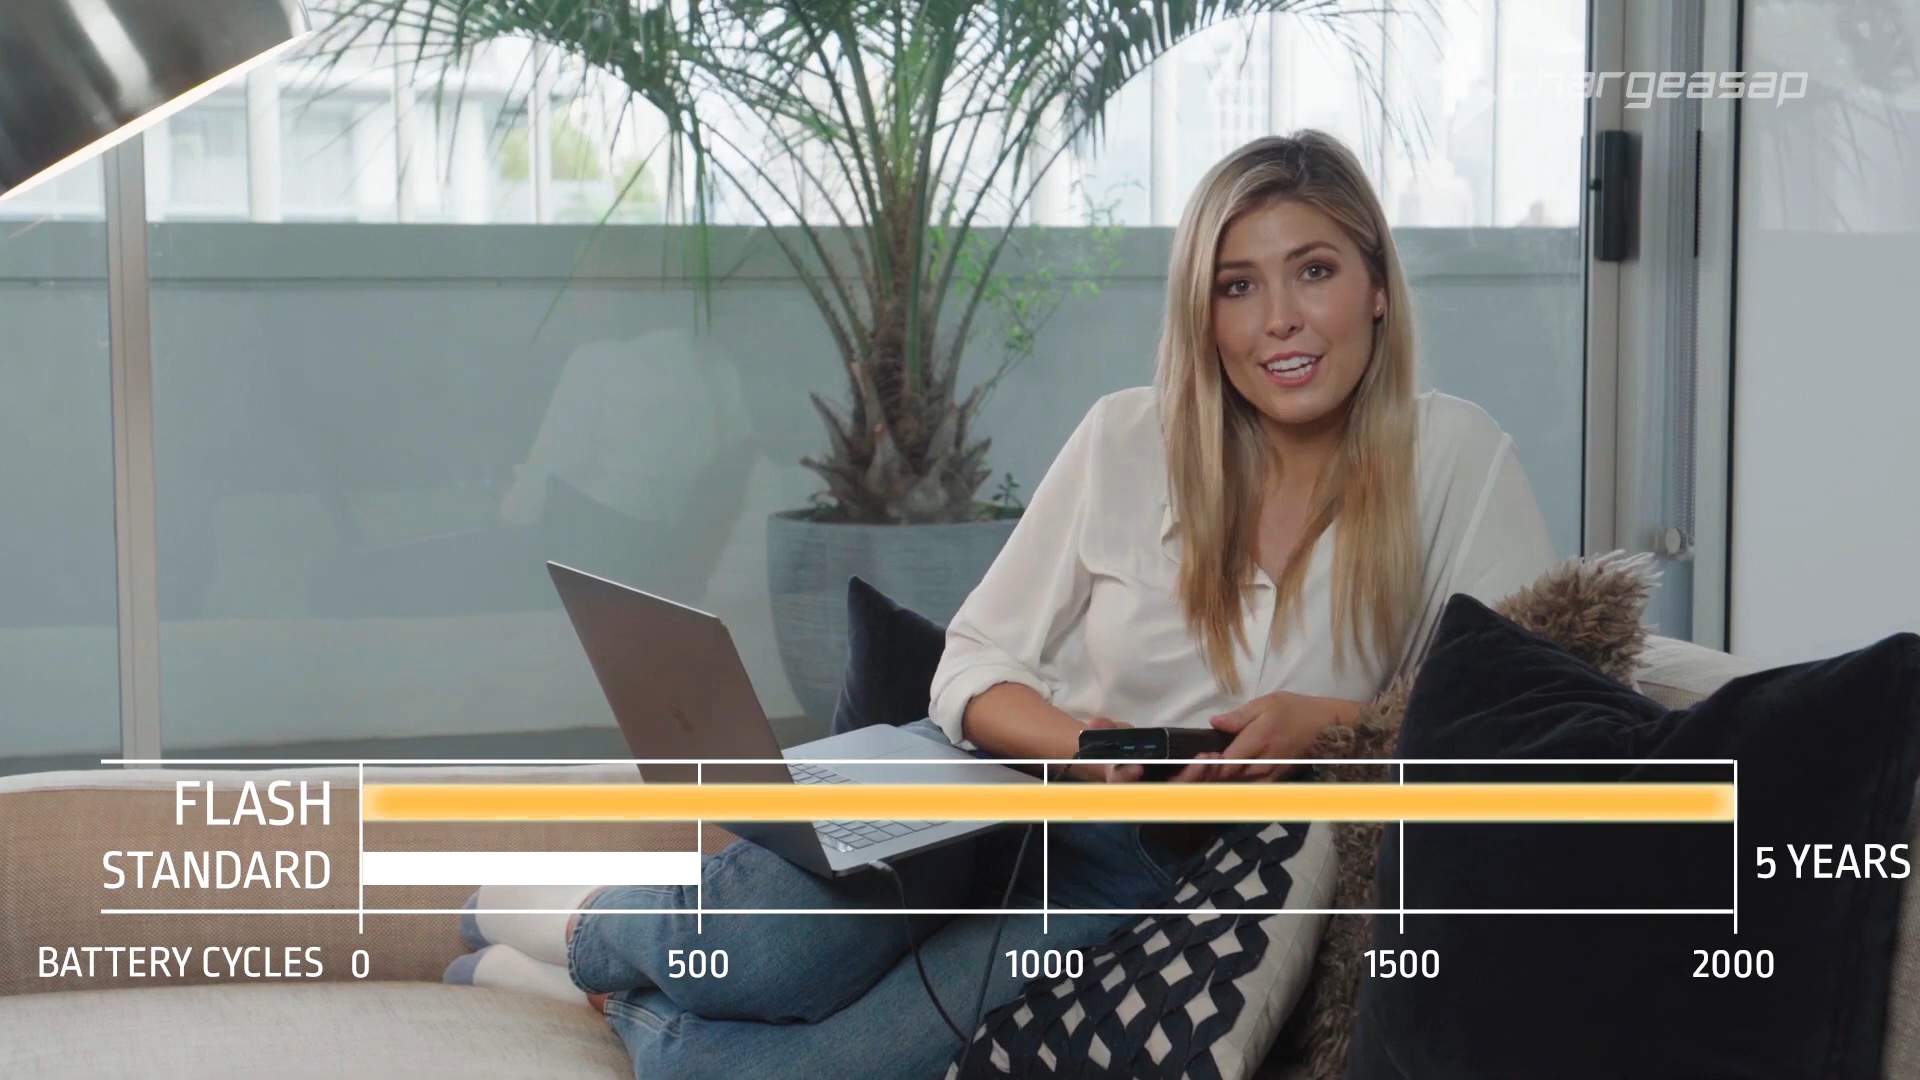 chargeasap
FLASH
STANDARD
5 YEARS
BATTERY CYCLES 0 500 1000 1500 2000